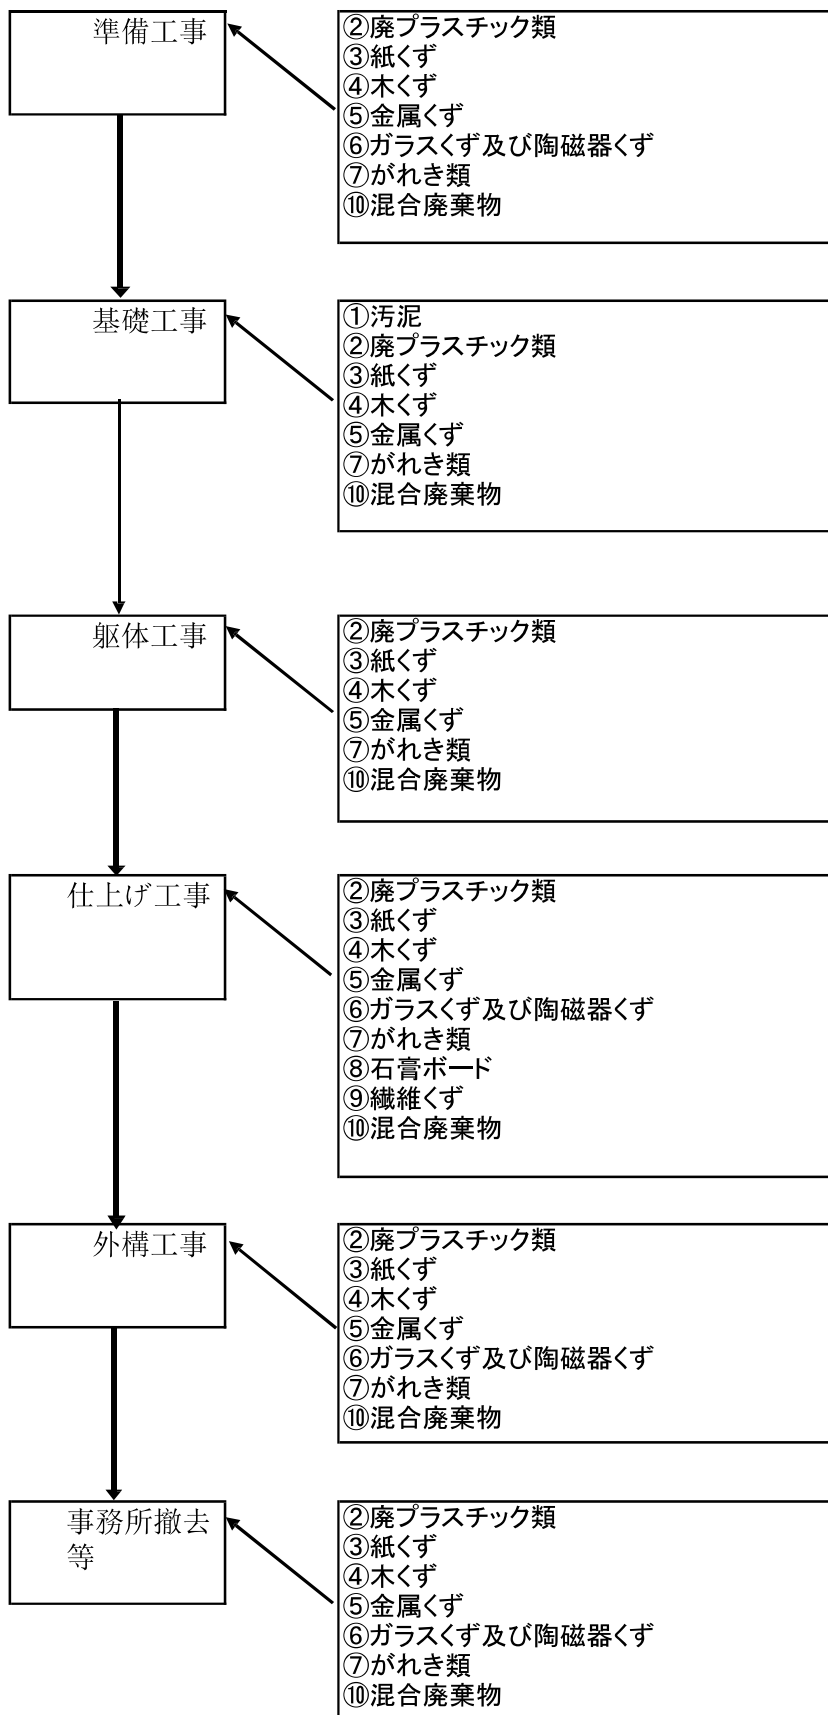 準備工事
②廃プラスチック類
③紙くず
④木くず
⑤金属くず
⑥ガラスくず及び陶磁器くず
⑦がれき類
⑩混合廃棄物
基礎工事
①汚泥
②廃プラスチック類
③紙くず
④木くず
⑤金属くず
⑦がれき類
⑩混合廃棄物
躯体工事
②廃プラスチック類
③紙くず
④木くず
⑤金属くず
⑦がれき類
⑩混合廃棄物
仕上げ工事
②廃プラスチック類
③紙くず
④木くず
⑤金属くず
⑥ガラスくず及び陶磁器くず
⑦がれき類
⑧石膏ボード
⑨繊維くず
⑩混合廃棄物
外構工事
②廃プラスチック類
③紙くず
④木くず
⑤金属くず
⑥ガラスくず及び陶磁器くず
⑦がれき類
⑩混合廃棄物
事務所撤去
等
②廃プラスチック類
③紙くず
④木くず
⑤金属くず
⑥ガラスくず及び陶磁器くず
⑦がれき類
⑩混合廃棄物